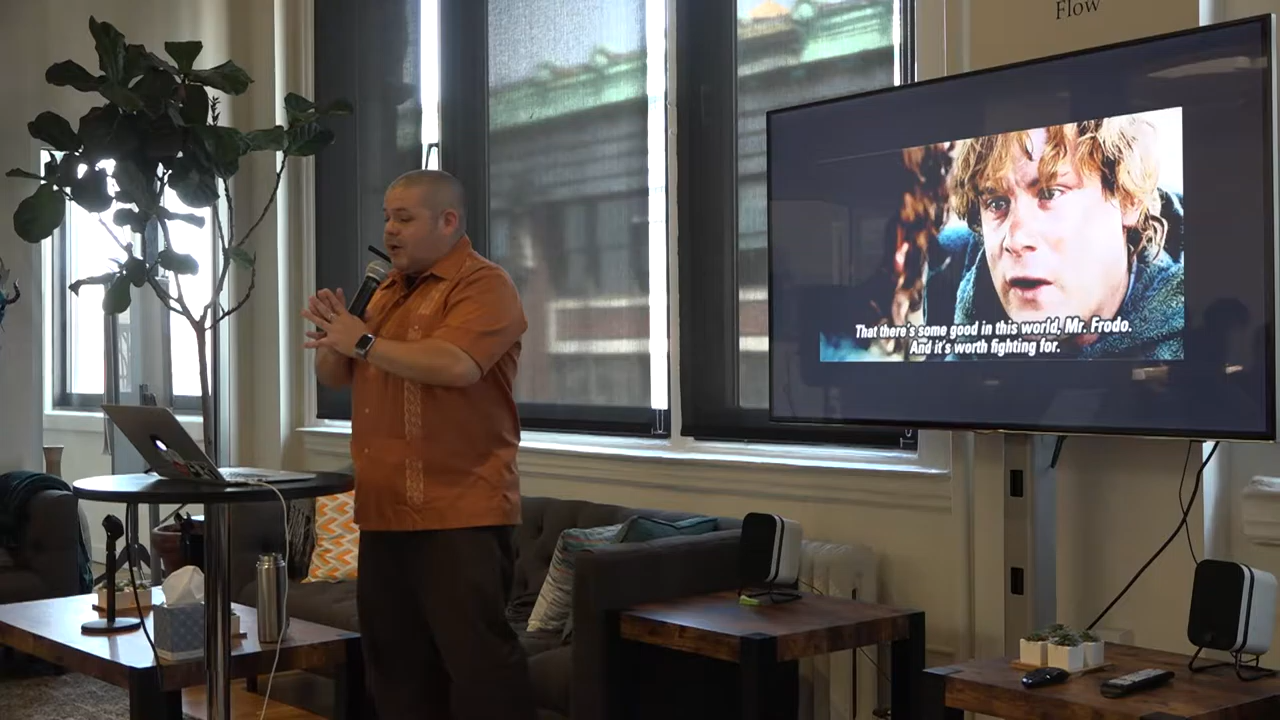 Flow
That there's some good in this world, Mr. Frodo.
And it's worth fighting for.